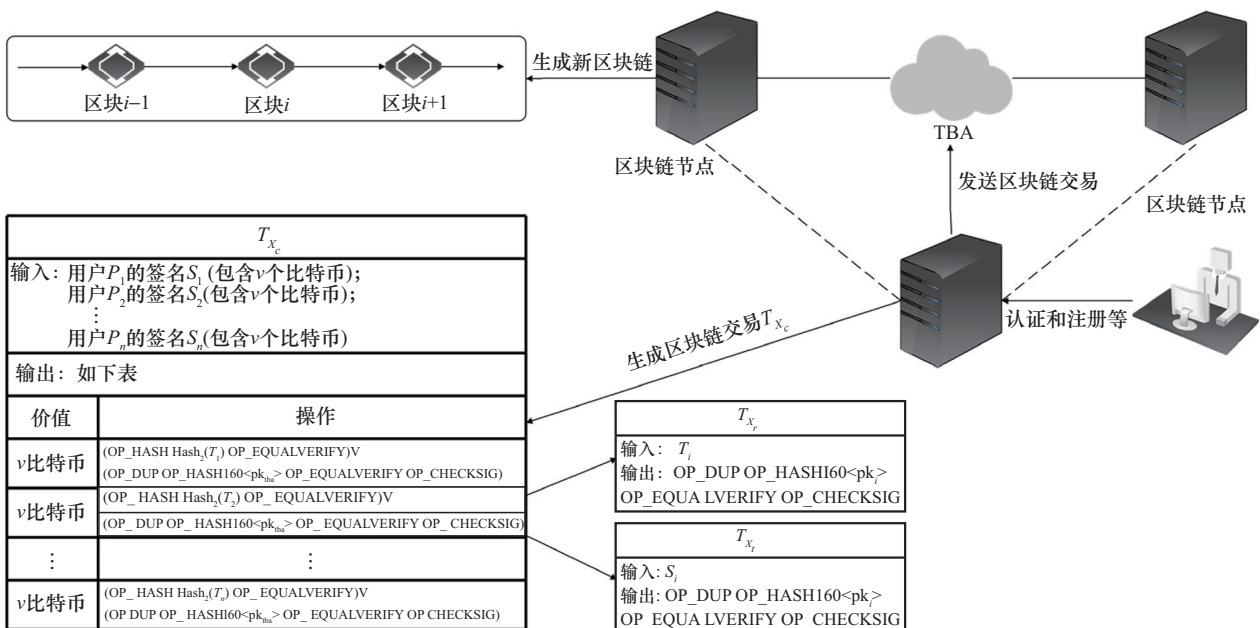 生成新区块链
区块i−1
区块i
区块i+1
TBA
区块链节点
发送区块链交易
区块链节点
认证和注册等
生成区块链交易T_{X_c}
T_{X_c}
输入：用户P_1的签名S_1 (包含v个比特币)；
用户P_2的签名S_2(包含v个比特币)；
⋮
用户P_n的签名S_n(包含v个比特币)
输出：如下表
价值 操作
v比特币 (OP_HASH Hash_2(T_1) OP_EQUALVERIFY)V
(OP_DUP OP_HASH160<pk_{tba}> OP_EQUALVERIFY OP_CHECKSIG)
v比特币 (OP_ HASH Hash_2(T_2) OP_ EQUALVERIFY)V
(OP_ DUP OP_ HASH160<pk_{tba}> OP_ EQUALVERIFY OP_ CHECKSIG)
⋮ ⋮
v比特币 (OP_ HASH Hash_2(T_n) OP_ EQUALVERIFY)V
(OP DUP OP_ HASHl60<pk_{tba}> OP_ EQUALVERIFY OP CHECKSIG)
T_{X_r}
输入： T_i
输出：OP_DUP OP_HASHI60<pk_i>
OP_EQUA LVERIFY OP_CHECKSIG
T_{X_t}
输入: S_i
输出: OP_DUP OP_HASH160<pk_i>
OP_EQUA LVERIFY OP_CHECKSIG